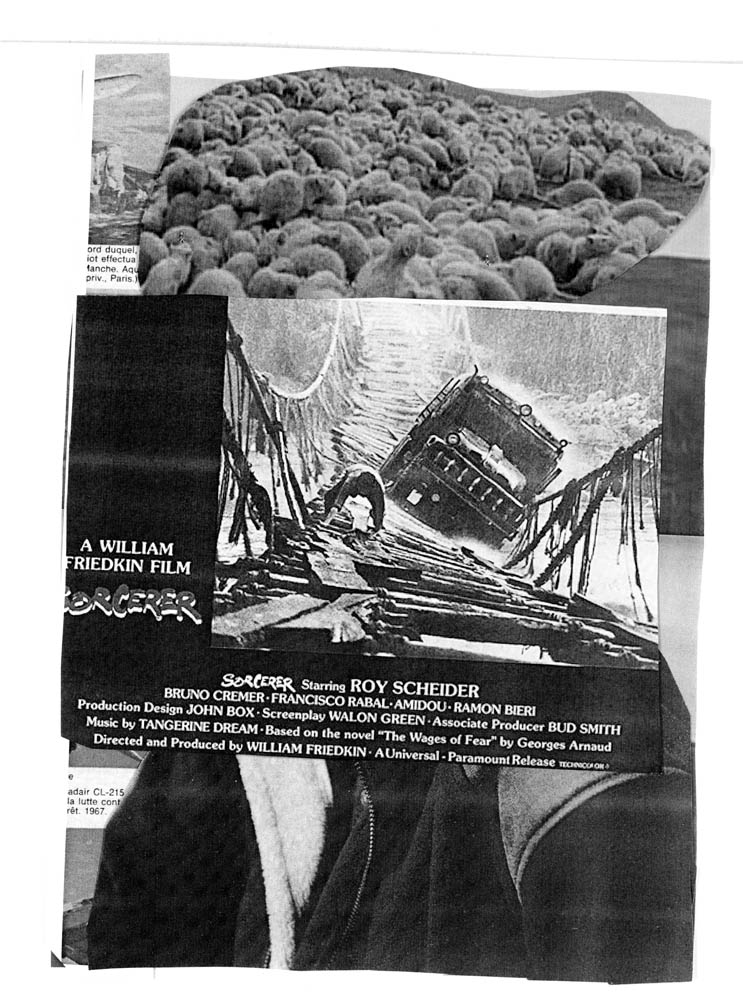 ord duquel,
iot effectua
Manche. Aqu
priv., Paris.)
A WILLIAM
FRIEDKIN FILM
SORCERER
SORCERER Starring ROY SCHEIDER
BRUNO CREMER · FRANCISCO RABAL · AMIDOU · RAMON BIERI
Production Design JOHN BOX · Screenplay WALON GREEN · Associate Producer BUD SMITH
Music by TANGERINE DREAM · Based on the novel "The Wages of Fear" by Georges Arnaud
Directed and Produced by WILLIAM FRIEDKIN · A Universal - Paramount Release TECHNICOLOR ®
e
adair CL-215
la lutte cont
rêt. 1967.